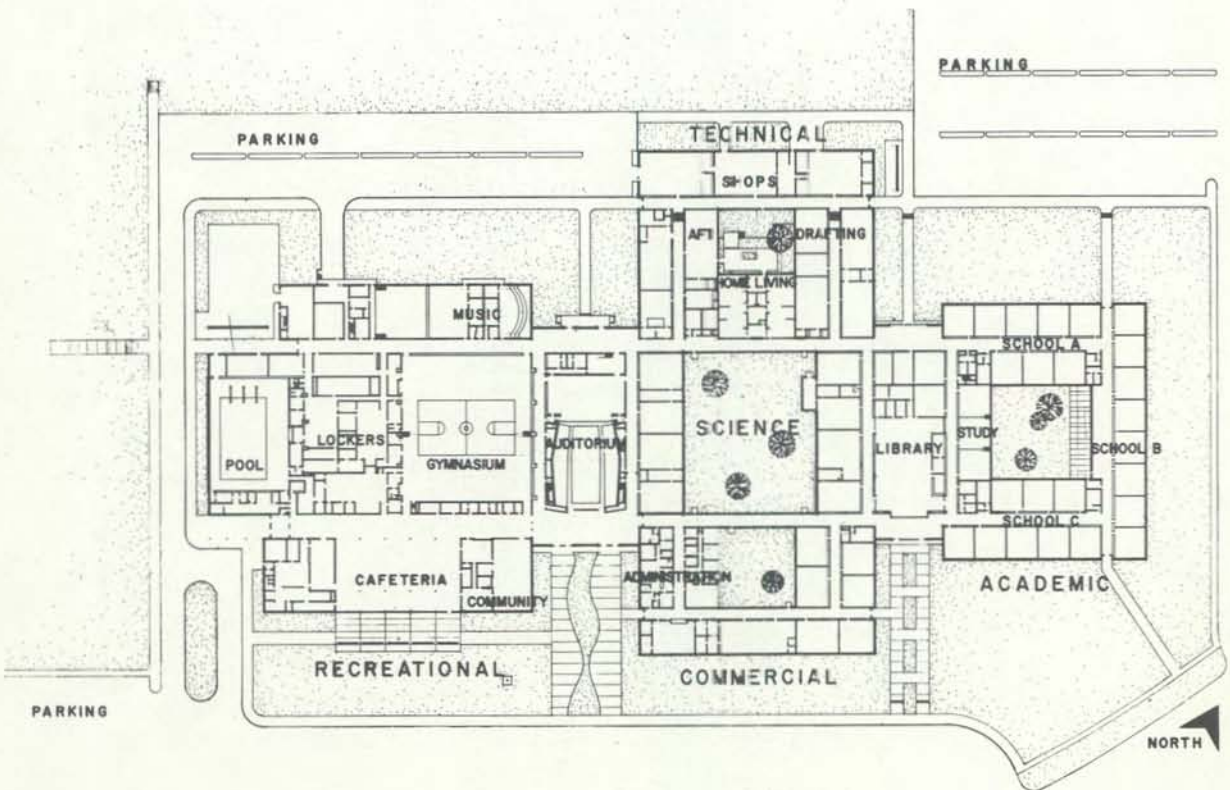 PARKING
PARKING
TECHNICAL
SHOPS
DRAFTING
HOME LIVING
MUSIC
SCHOOL A
SCIENCE
LOCKERS
AUDITORIUM
LIBRARY
STUDY
SCHOOL B
POOL
GYMNASIUM
SCHOOL C
CAFETERIA
ADMINISTRATION
ACADEMIC
COMMUNITY
RECREATIONAL
COMMERCIAL
PARKING
NORTH